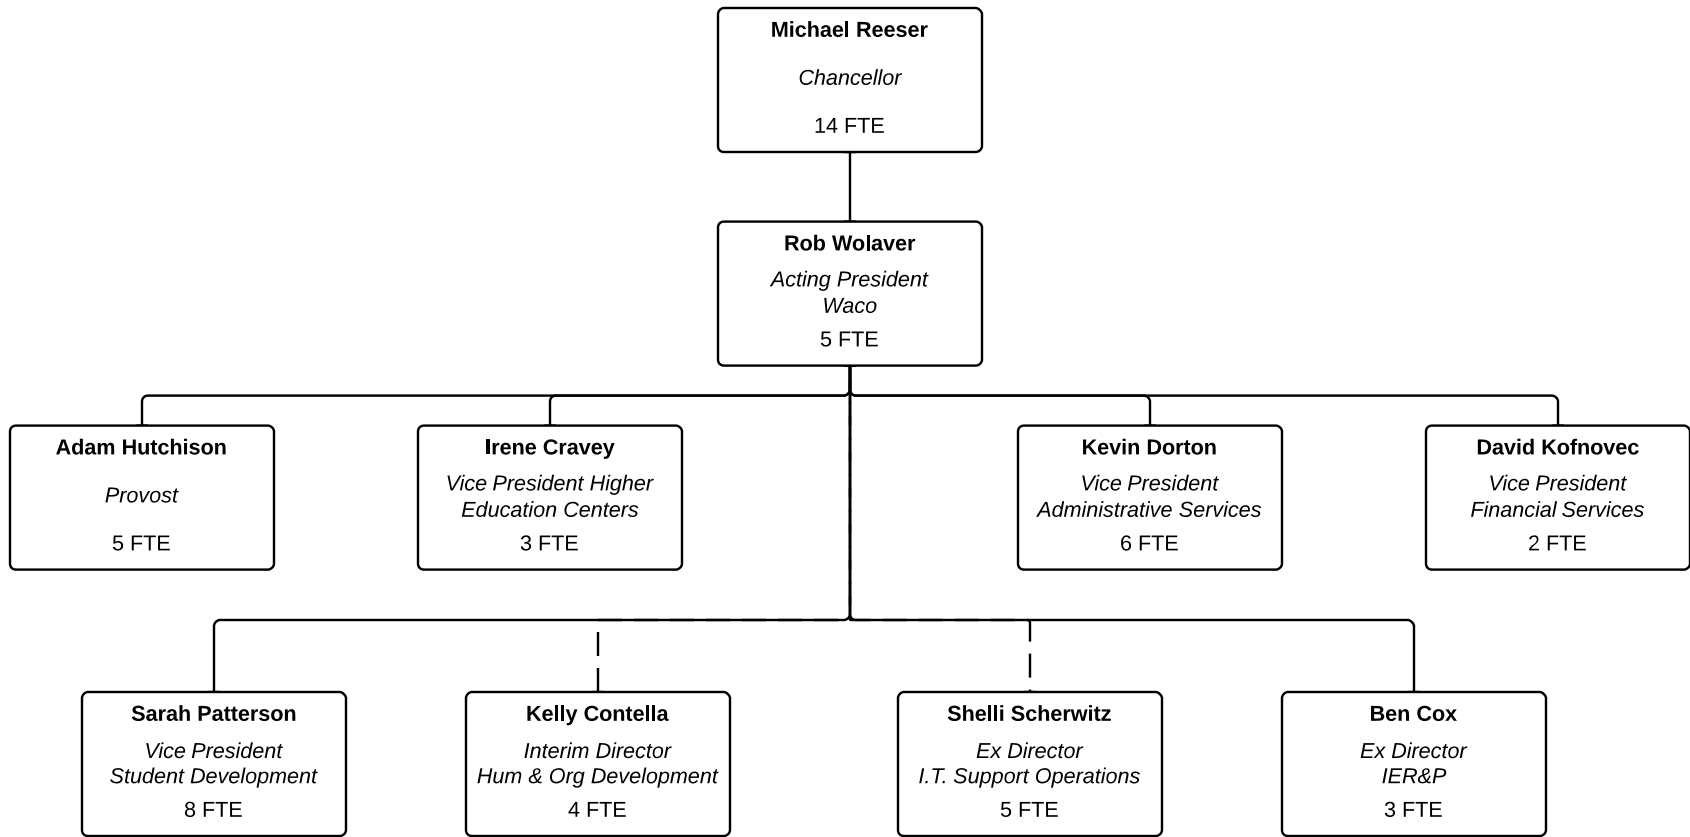 Michael Reeser
Chancellor
14 FTE
Rob Wolaver
Acting President
Waco
5 FTE
Adam Hutchison
Provost
5 FTE
Irene Cravey
Vice President Higher
Education Centers
3 FTE
Kevin Dorton
Vice President
Administrative Services
6 FTE
David Kofnovec
Vice President
Financial Services
2 FTE
Sarah Patterson
Vice President
Student Development
8 FTE
Kelly Contella
Interim Director
Hum & Org Development
4 FTE
Shelli Scherwitz
Ex Director
I.T. Support Operations
5 FTE
Ben Cox
Ex Director
IER&P
3 FTE